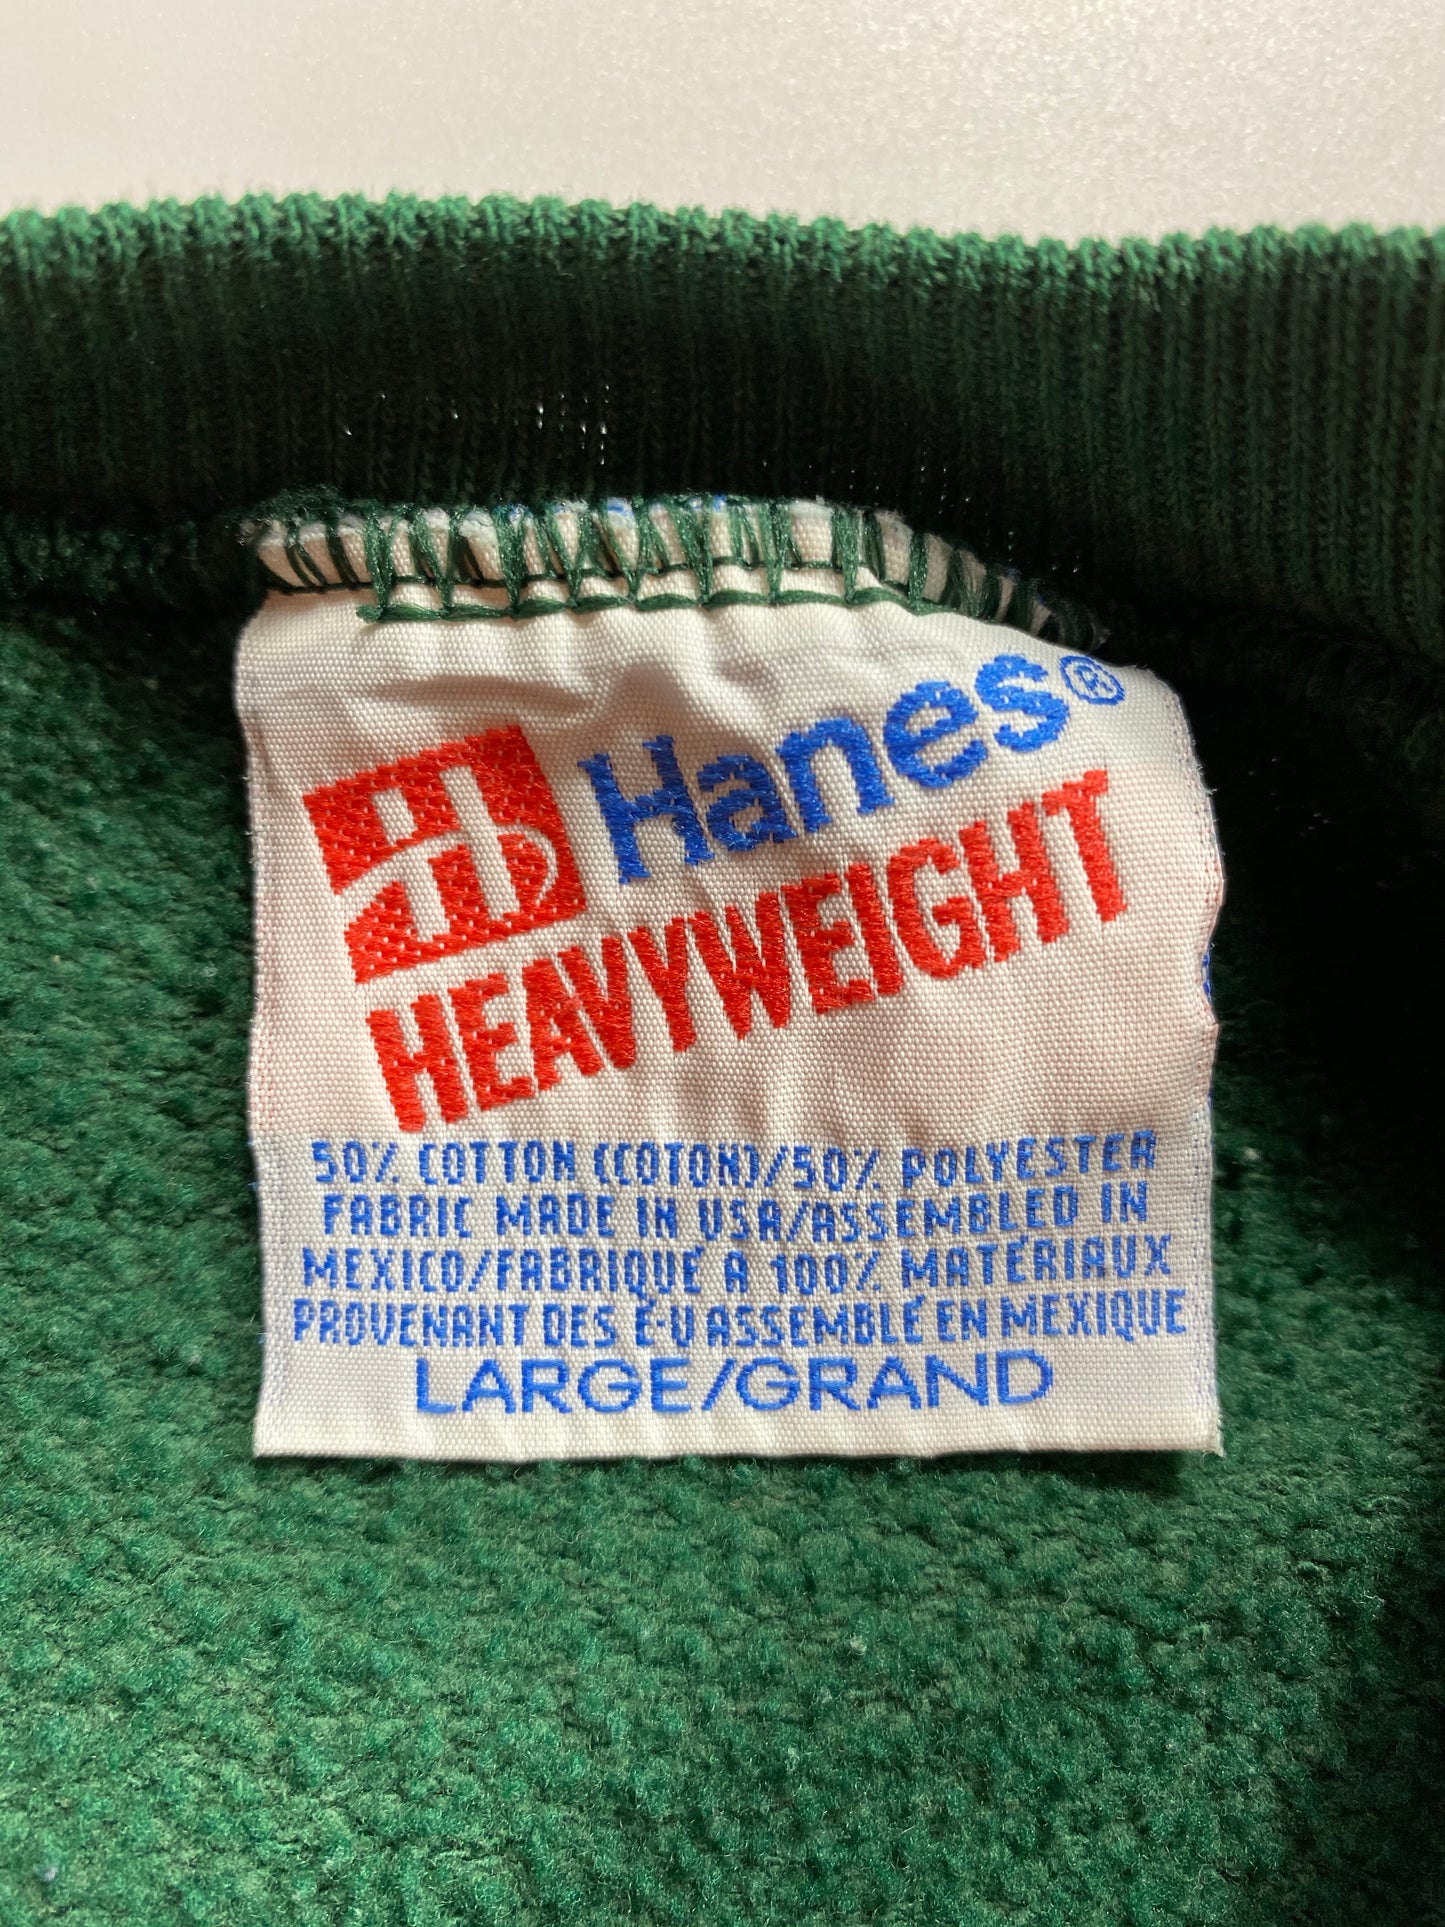 Hanes®
HEAVYWEIGHT
50% COTTON (COTON)/50% POLYESTER
FABRIC MADE IN USA/ASSEMBLED IN
MEXICO/FABRIQUÉ A 100% MATÉRIAUX
PROVENANT DES É-U ASSEMBLÉ EN MEXIQUE
LARGE/GRAND